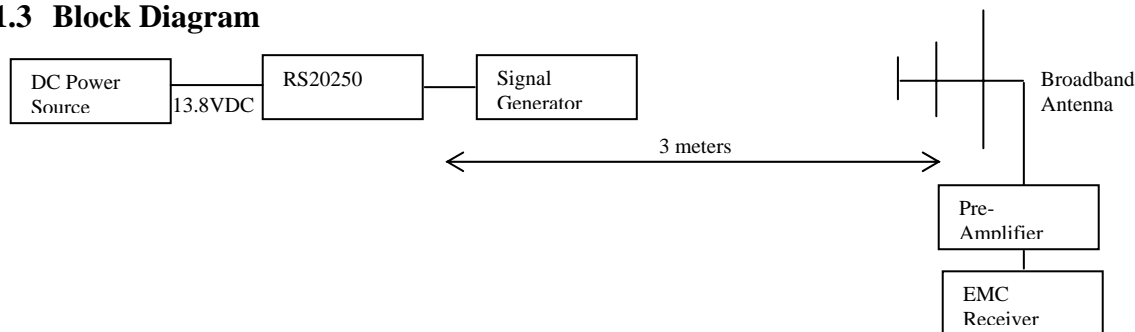 1.3 Block Diagram
DC Power
Source
13.8VDC
RS20250
Signal
Generator
3 meters
Broadband
Antenna
Pre-
Amplifier
EMC
Receiver